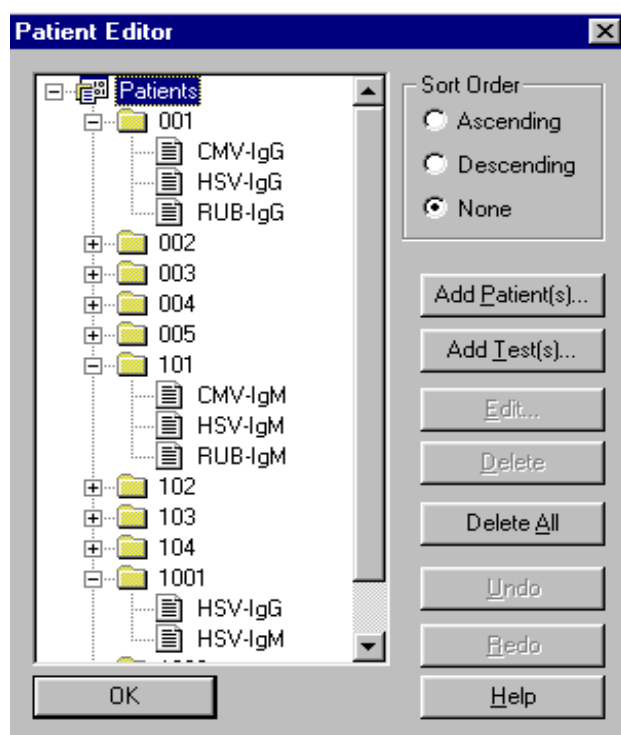 Patient Editor
Patients
001
CMV-IgG
HSV-IgG
RUB-IgG
002
003
004
005
101
CMV-IgM
HSV-IgM
RUB-IgM
102
103
104
1001
HSV-IgG
HSV-IgM
Sort Order
Ascending
Descending
None
Add Patient(s)...
Add Test(s)...
Edit...
Delete
Delete All
Undo
Redo
OK
Help